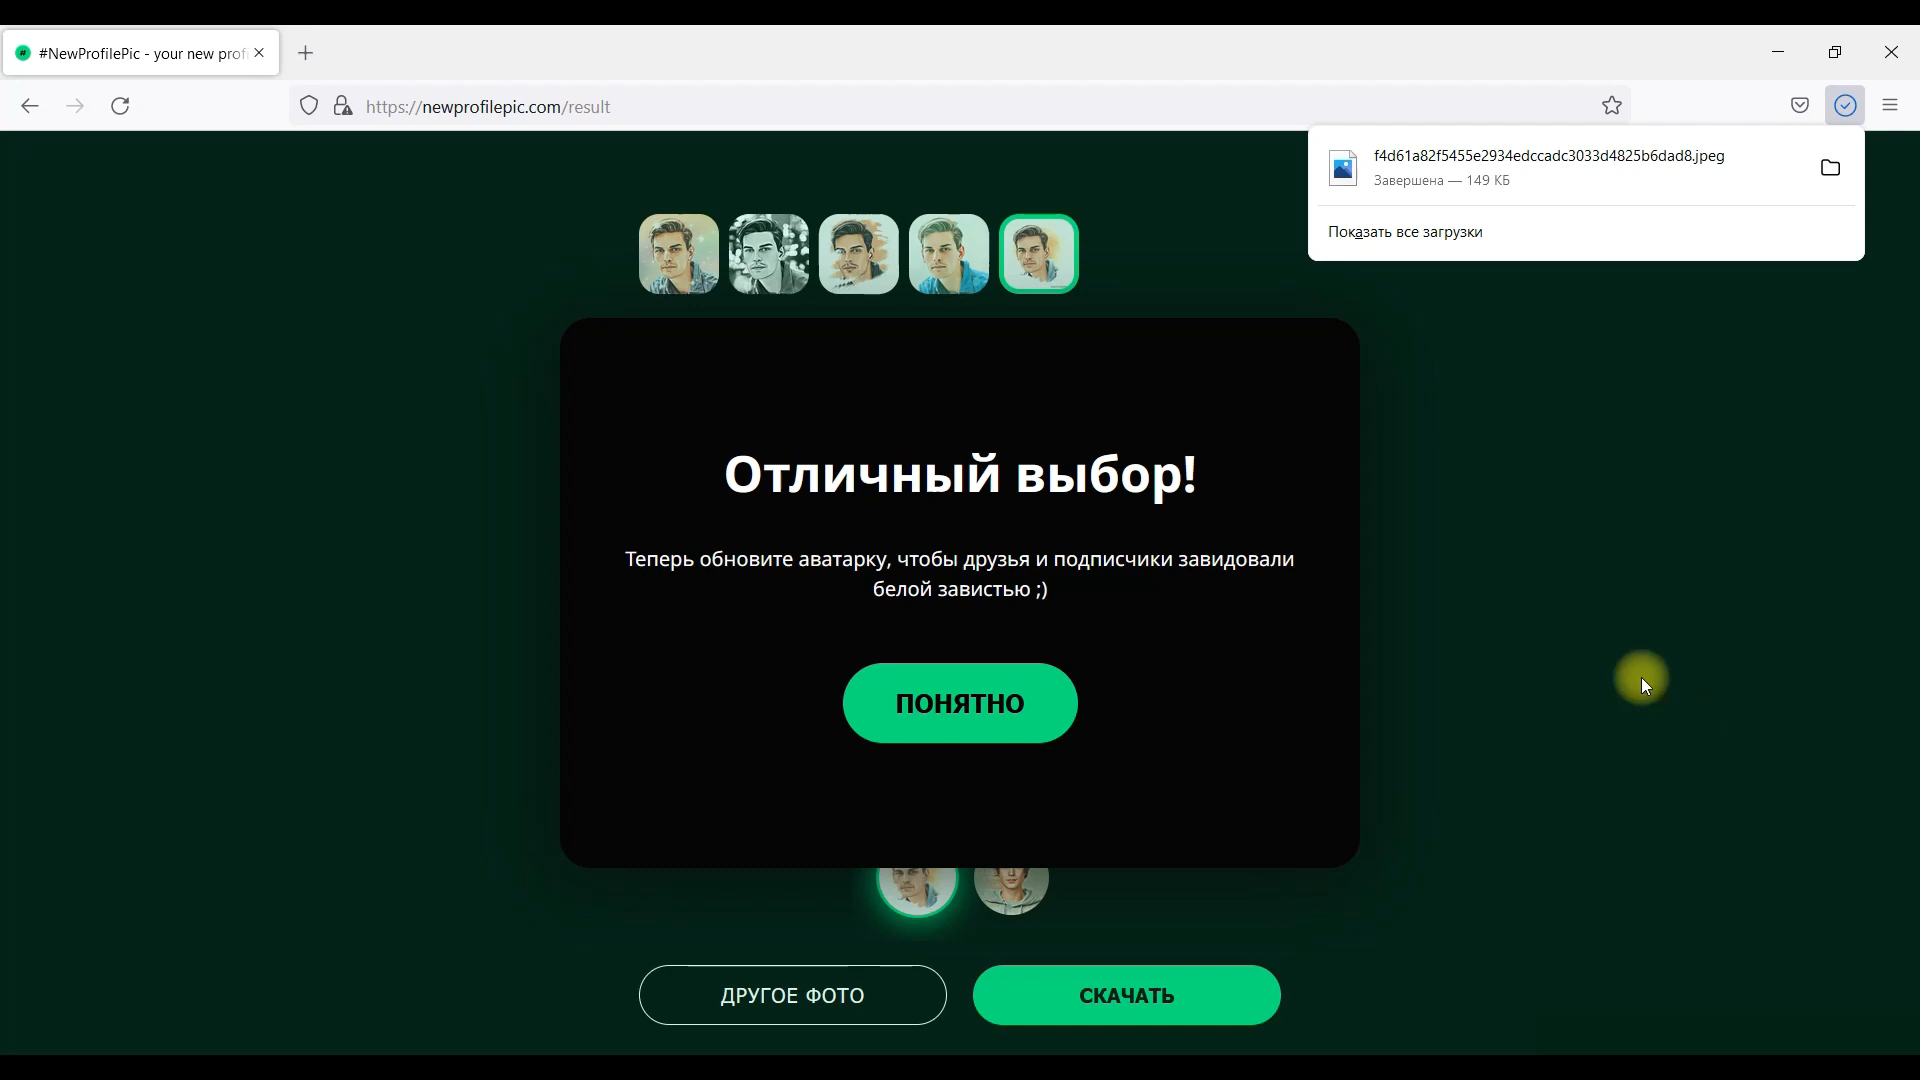 #NewProfilePic - your new prof
https://newprofilepic.com/result
f4d61a82f5455e2934edccadc3033d4825b6dad8.jpeg
Завершена — 149 КБ
Показать все загрузки
Отличный выбор!
Теперь обновите аватарку, чтобы друзья и подписчики завидовали
белой завистью ;)
ПОНЯТНО
ДРУГОЕ ФОТО
СКАЧАТЬ